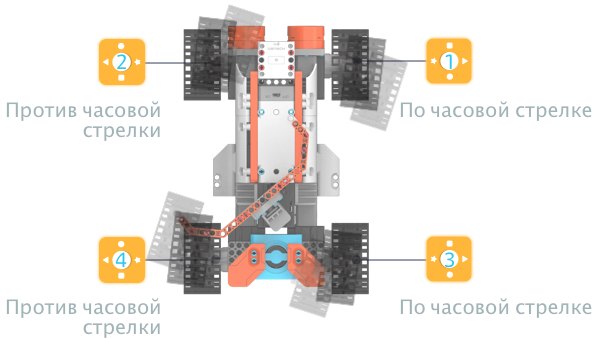 2
1
Против часовой
стрелки
По часовой стрелке
4
3
Против часовой
стрелки
По часовой стрелке